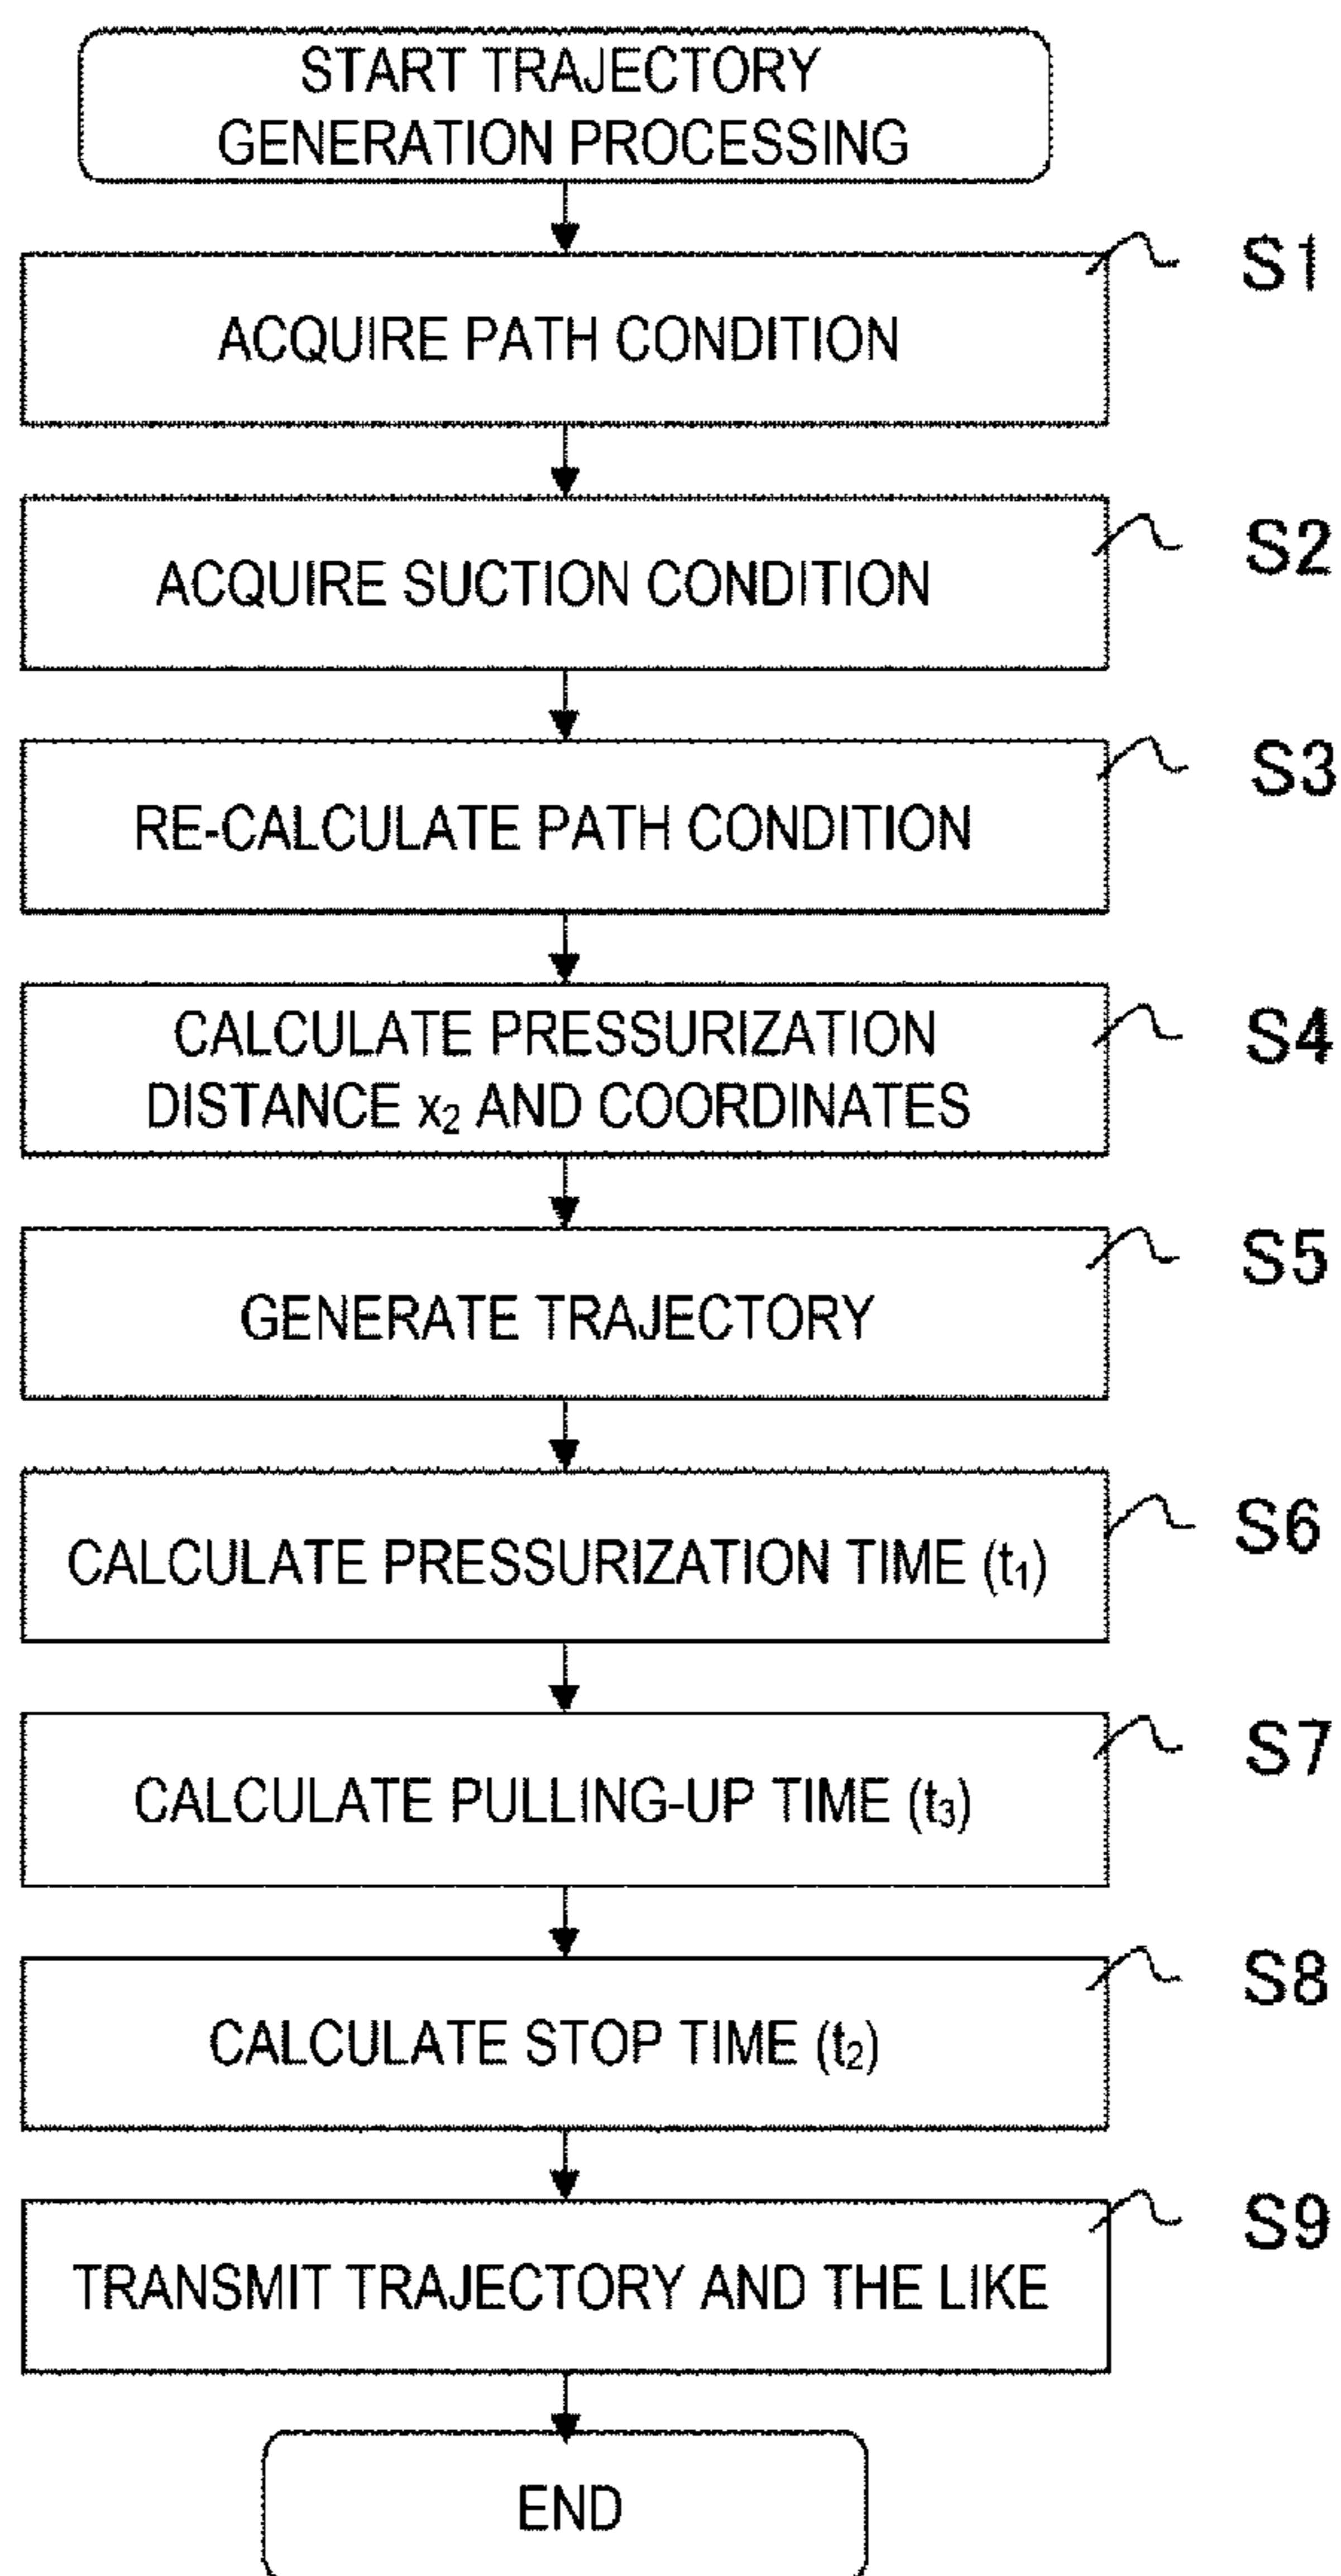 START TRAJECTORY
GENERATION PROCESSING
S1
ACQUIRE PATH CONDITION
S2
ACQUIRE SUCTION CONDITION
S3
RE-CALCULATE PATH CONDITION
S4
CALCULATE PRESSURIZATION
DISTANCE x₂ AND COORDINATES
S5
GENERATE TRAJECTORY
S6
CALCULATE PRESSURIZATION TIME (t₁)
S7
CALCULATE PULLING-UP TIME (t₃)
S8
CALCULATE STOP TIME (t₂)
S9
TRANSMIT TRAJECTORY AND THE LIKE
END